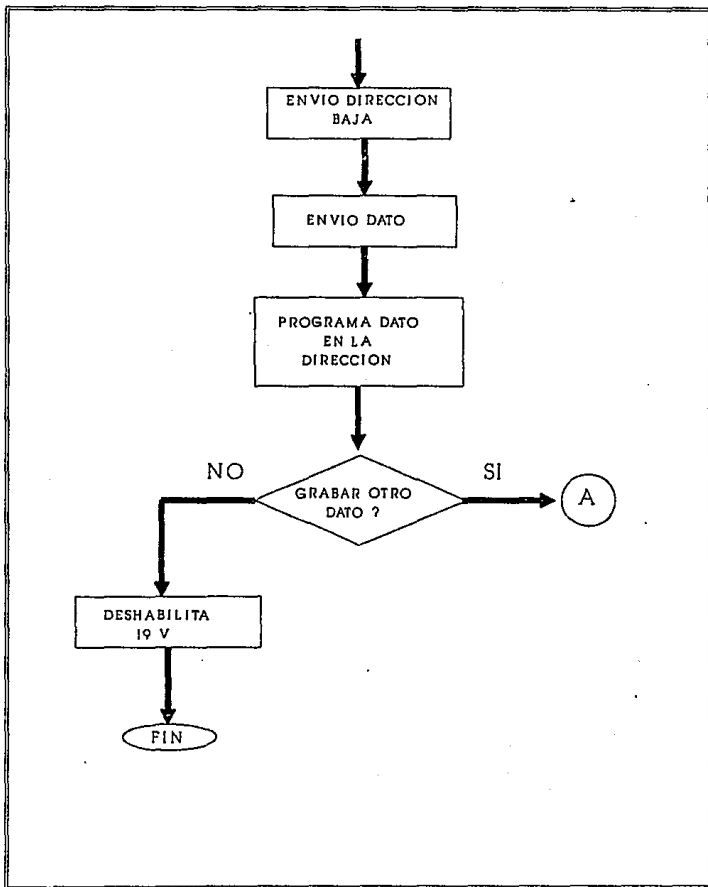 ENVIO DIRECCION
BAJA
ENVIO DATO
PROGRAMA DATO
EN LA
DIRECCION
NO
SI
GRABAR OTRO
DATO ?
A
DESHABILITA
19 V
FIN